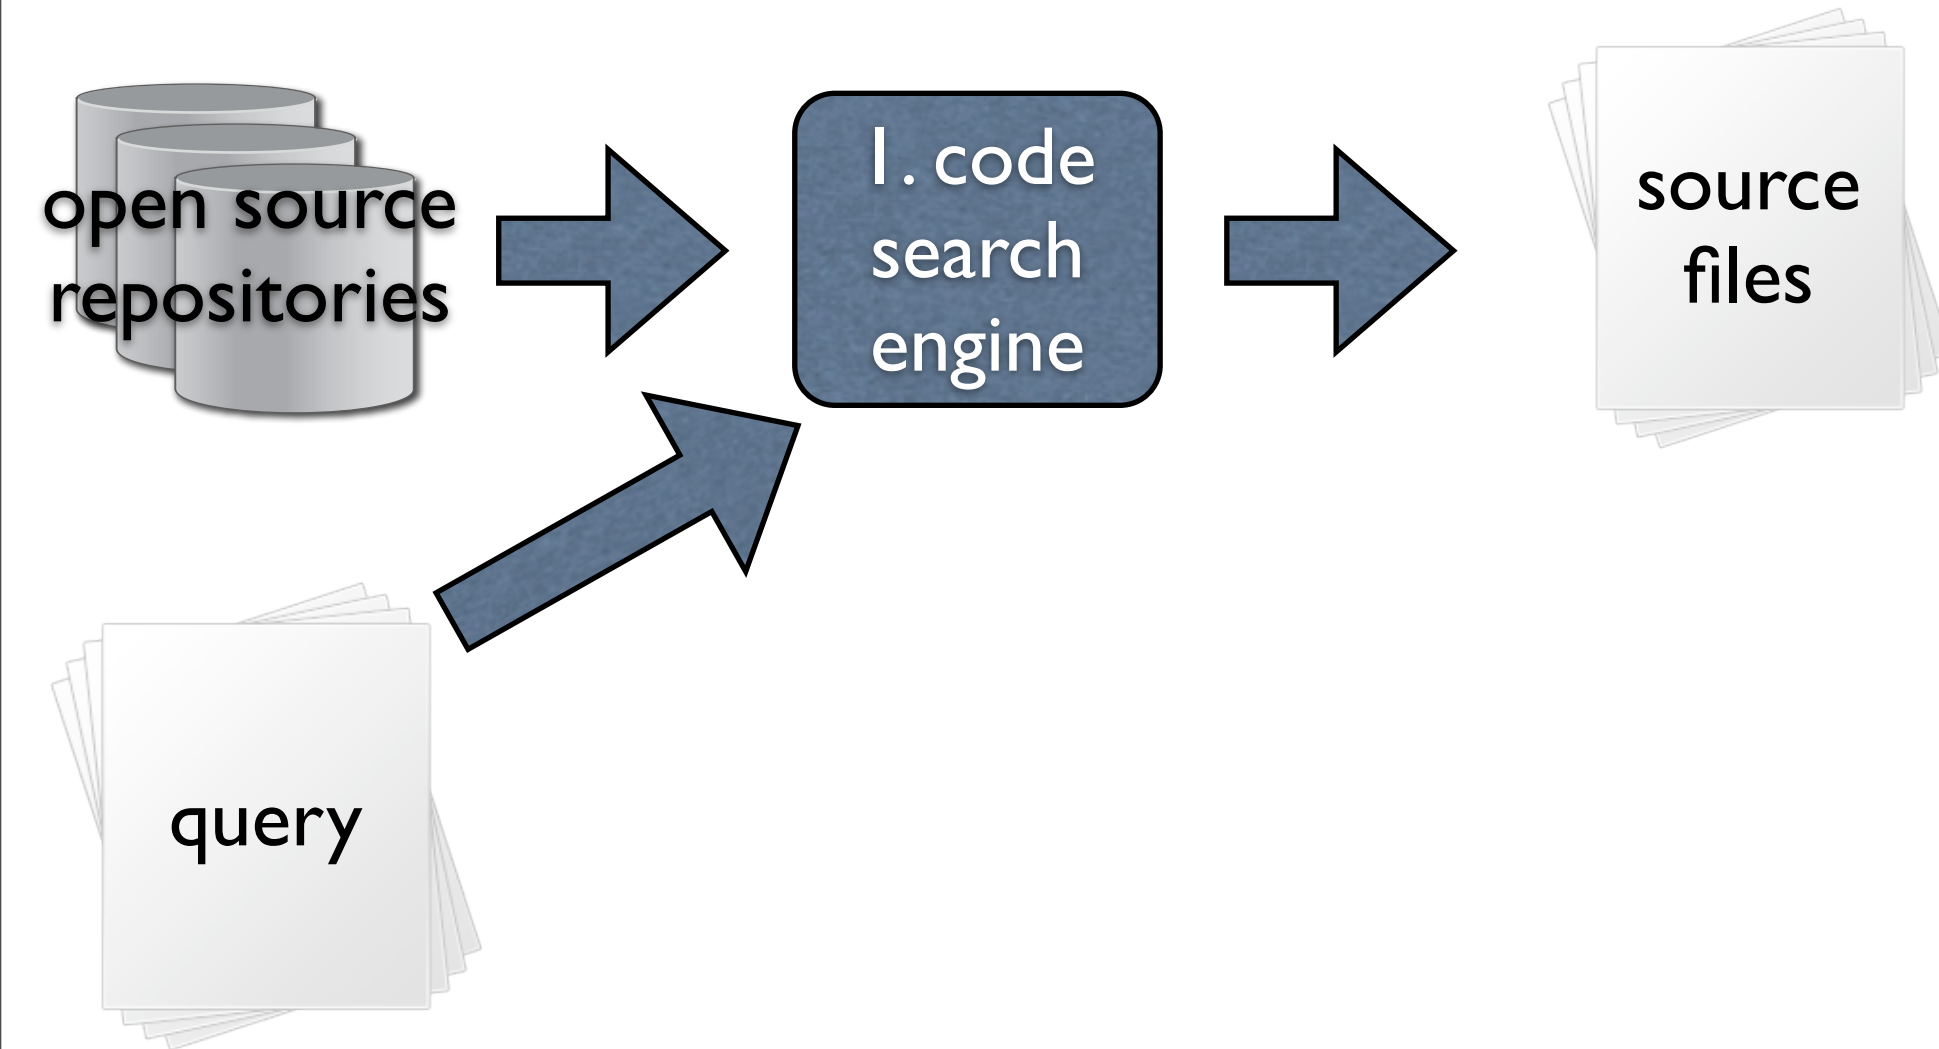 open source
repositories
1. code
search
engine
source
files
query